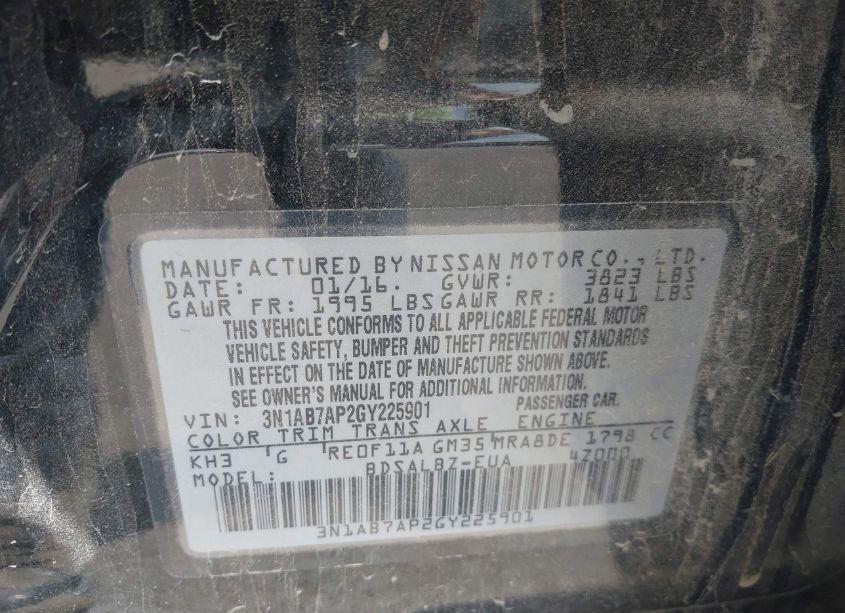 MANUFACTURED BY NISSAN MOTOR CO., LTD.
DATE: 01/16. GVWR: 3823 LBS
GAWR FR: 1995 LBS GAWR RR: 1841 LBS
THIS VEHICLE CONFORMS TO ALL APPLICABLE FEDERAL MOTOR
VEHICLE SAFETY, BUMPER AND THEFT PREVENTION STANDARDS
IN EFFECT ON THE DATE OF MANUFACTURE SHOWN ABOVE.
SEE OWNER'S MANUAL FOR ADDITIONAL INFORMATION.
VIN: 3N1AB7AP2GY225901 PASSENGER CAR.
COLOR TRIM TRANS AXLE ENGINE
KH3 G RE0F11A GM35 MRA8DE 1798 CC
MODEL: BDSALBZ-EUA 4Z000
3N1AB7AP2GY225901